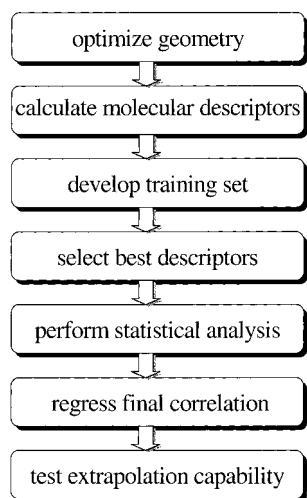 optimize geometry
calculate molecular descriptors
develop training set
select best descriptors
perform statistical analysis
regress final correlation
test extrapolation capability